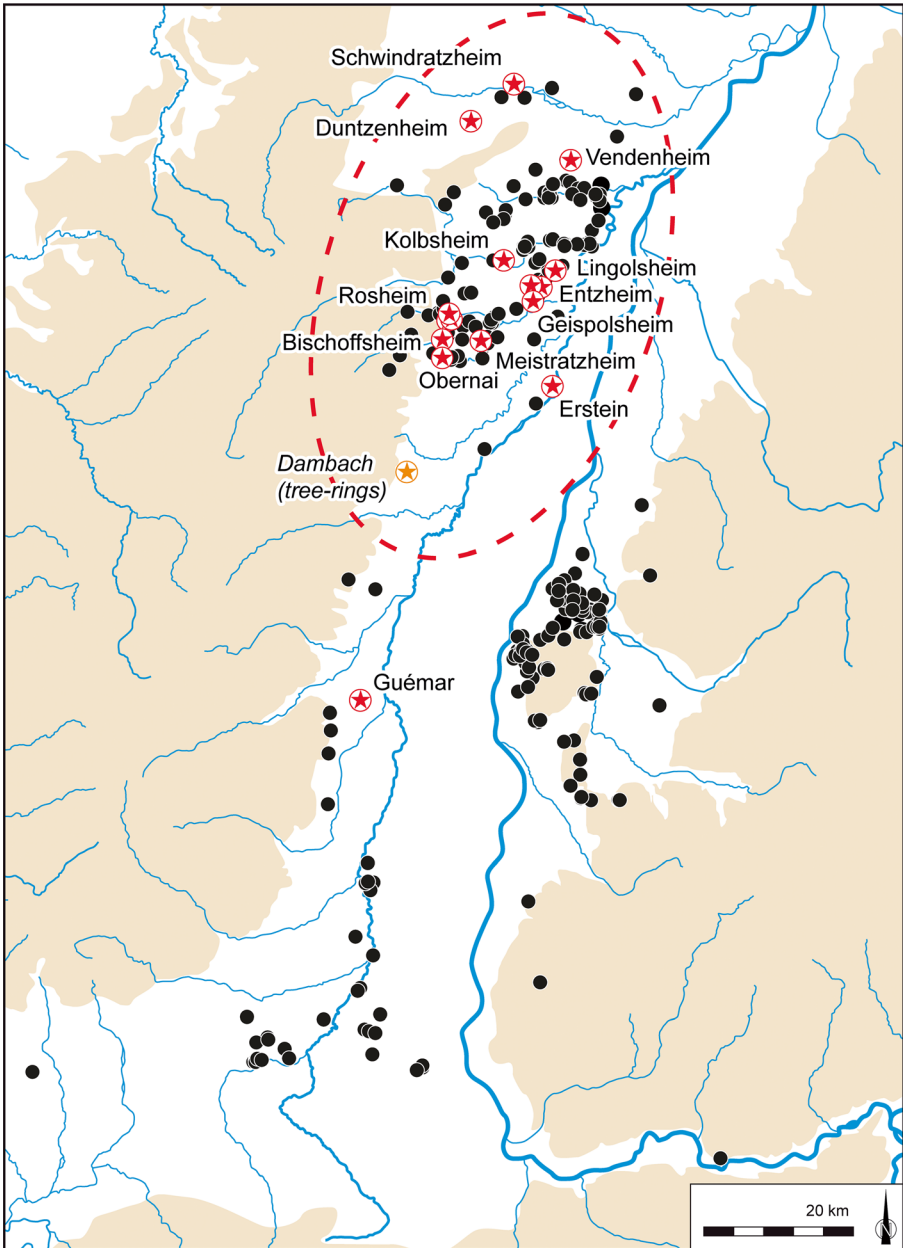 Schwindratzheim
Duntzenheim
Vendenheim
Kolbsheim
Lingolsheim
Rosheim
Entzheim
Geispolsheim
Bischoffsheim
Meistratzheim
Obernai
Erstein
Dambach
(tree-rings)
Guémar
20 km
N